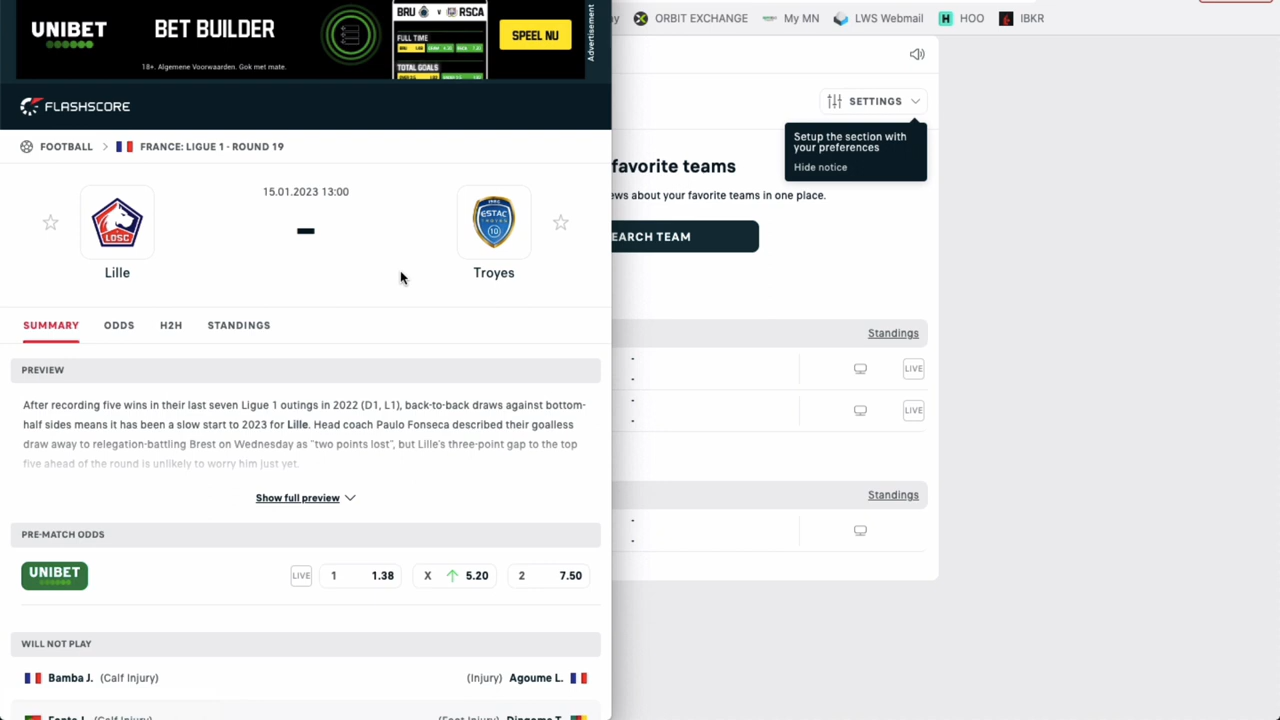 UNIBET
BET BUILDER
18+. Algemene Voorwaarden. Gok met mate.
BRU v RSCA
FULL TIME
TOTAL GOALS
SPEEL NU
Advertisement
ORBIT EXCHANGE
My MN
LWS Webmail
H HOO
IBKR
FLASHSCORE
FOOTBALL
FRANCE: LIGUE 1 - ROUND 19
15.01.2023 13:00
-
LOSC
ESTAC
TROYES
10
Lille
Troyes
SUMMARY ODDS H2H STANDINGS
PREVIEW
After recording five wins in their last seven Ligue 1 outings in 2022 (D1, L1), back-to-back draws against bottom-
half sides means it has been a slow start to 2023 for Lille. Head coach Paulo Fonseca described their goalless
draw away to relegation-battling Brest on Wednesday as "two points lost", but Lille's three-point gap to the top
five ahead of the round is unlikely to worry him just yet.
Show full preview
PRE-MATCH ODDS
UNIBET
LIVE 1 1.38 X 5.20 2 7.50
WILL NOT PLAY
Bamba J. (Calf Injury) (Injury) Agoume L.
SETTINGS
Setup the section with
your preferences
Hide notice
favorite teams
ews about your favorite teams in one place.
EARCH TEAM
Standings
- LIVE
-
- LIVE
-
Standings
-
-